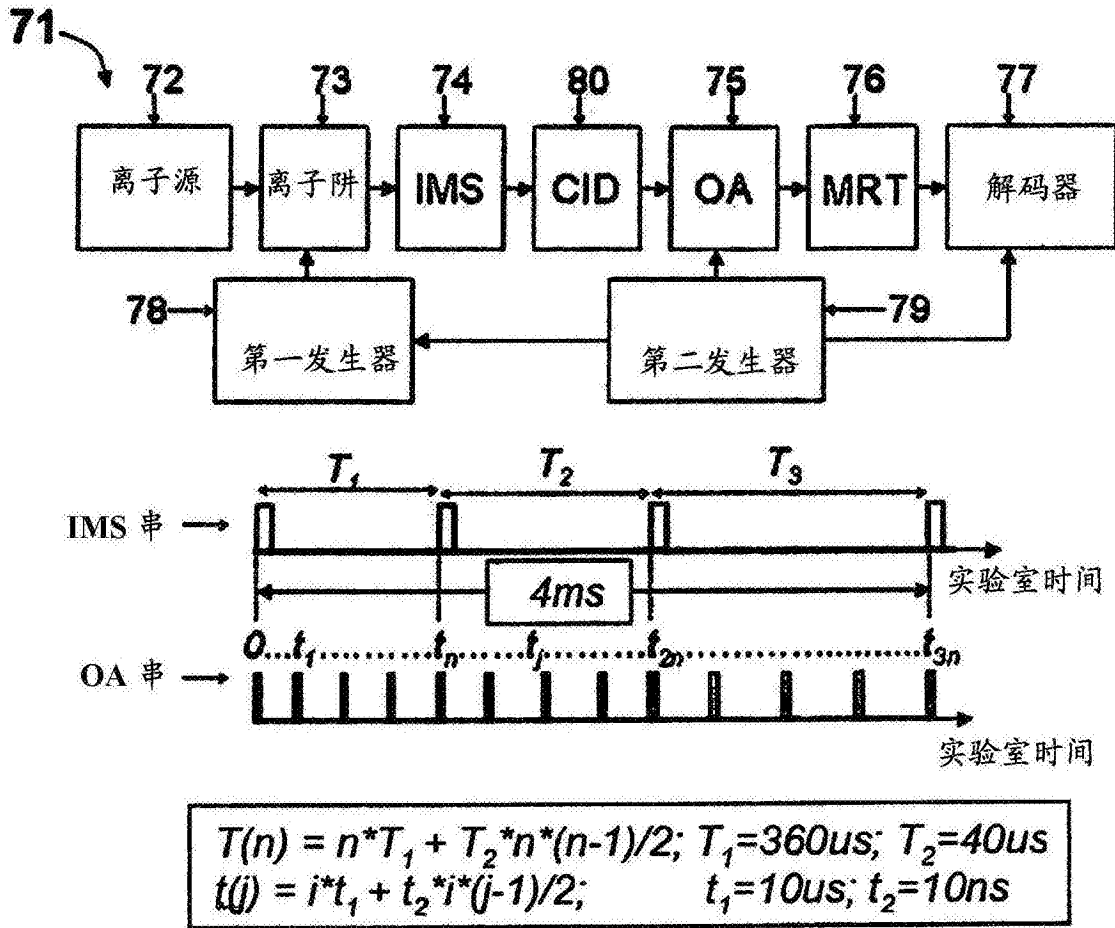 71
72 73 74 80 75 76 77
离子源 离子阱 IMS CID OA MRT 解码器
78 79
第一发生器 第二发生器
T₁ T₂ T₃
IMS 串
实验室时间
4ms
0 t₁ tₙ tⱼ t₂ₙ t₃ₙ
OA 串
实验室时间
T(n) = n*T₁ + T₂*n*(n-1)/2; T₁=360us; T₂=40us
t(j) = i*t₁ + t₂*i*(j-1)/2; t₁=10us; t₂=10ns